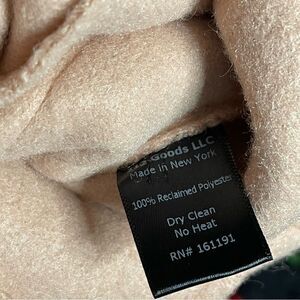 Goods LLC
Made in New York
100% Reclaimed Polyester
Dry Clean
No Heat
RN# 161191